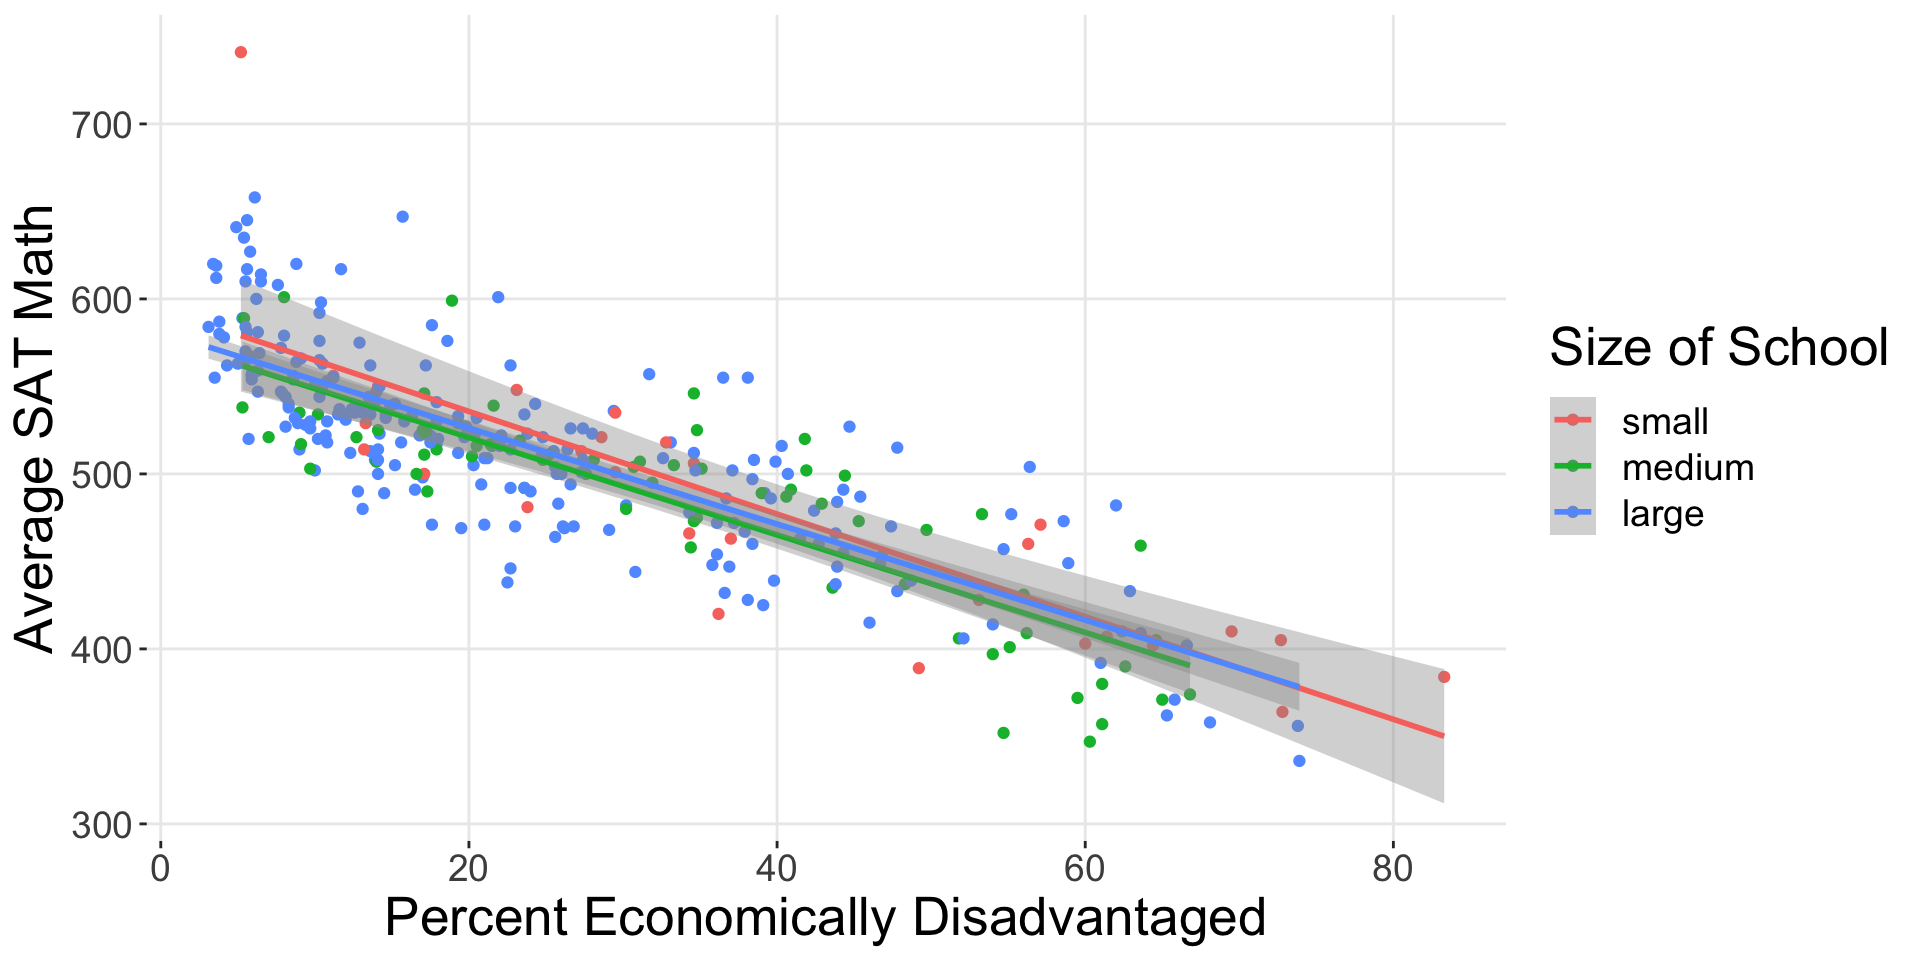 700
600
500
400
300
0 20 40 60 80
Average SAT Math
Percent Economically Disadvantaged
Size of School
small
medium
large